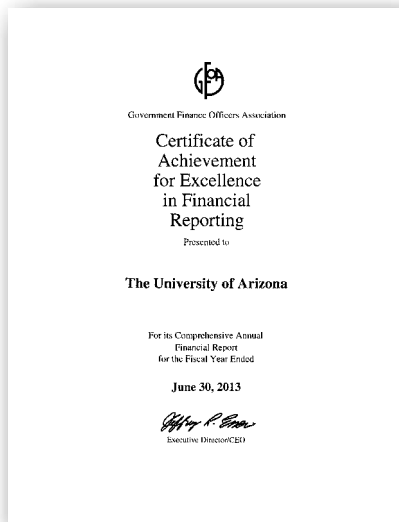 Government Finance Officers Association
Certificate of
Achievement
for Excellence
in Financial
Reporting
Presented to
The University of Arizona
For its Comprehensive Annual
Financial Report
for the Fiscal Year Ended
June 30, 2013
Executive Director/CEO